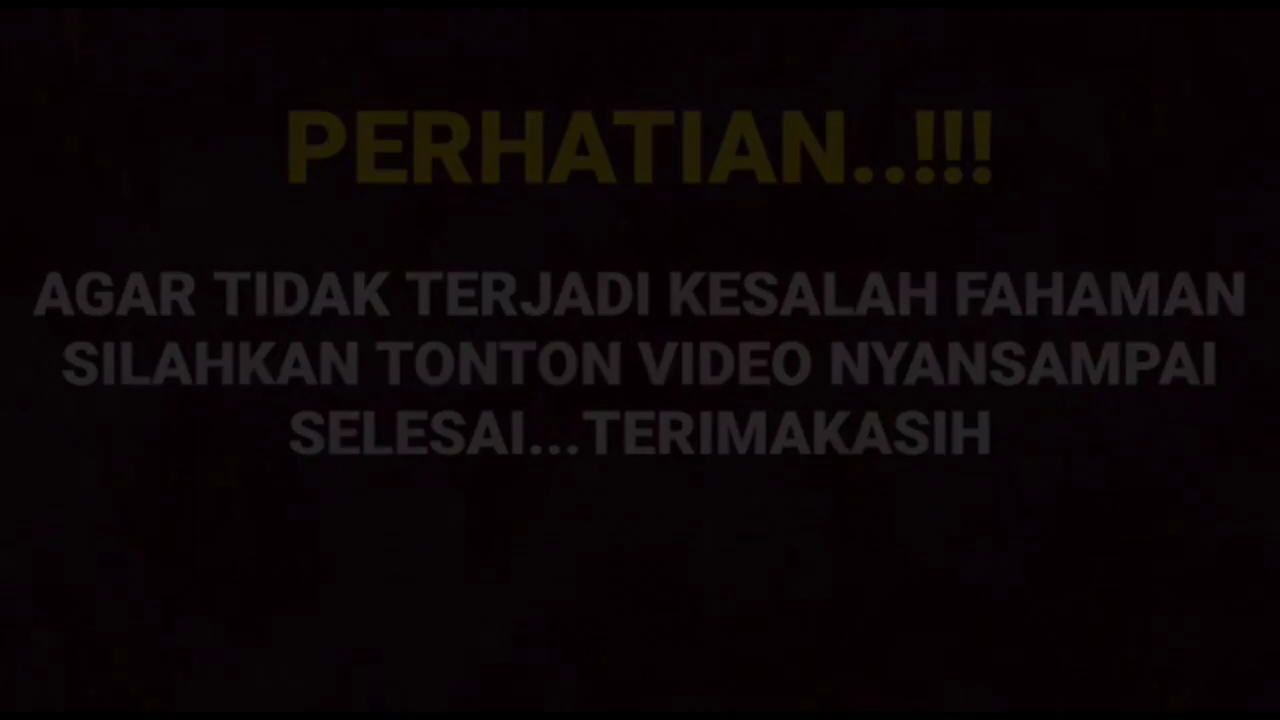 PERHATIAN..!!!
AGAR TIDAK TERJADI KESALAH FAHAMAN
SILAHKAN TONTON VIDEO NYANSAMPAI
SELESAI...TERIMAKASIH